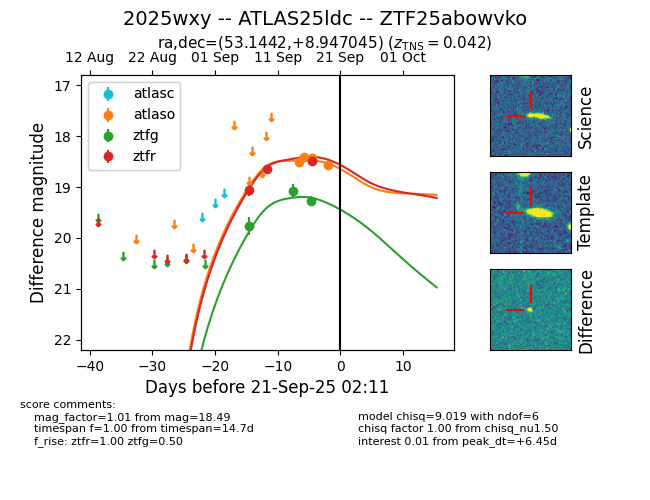 2025wxy -- ATLAS25ldc -- ZTF25abowvko
ra,dec=(53.1442,+8.947045) (z_TNS = 0.042)
12 Aug 22 Aug 01 Sep 11 Sep 21 Sep 01 Oct
17
18
19
20
21
22
Difference magnitude
atlasc
atlaso
ztfg
ztfr
−40 −30 −20 −10 0 10
Days before 21-Sep-25 02:11
Science
Template
Difference
score comments:
mag_factor=1.01 from mag=18.49
timespan f=1.00 from timespan=14.7d
f_rise: ztfr=1.00 ztfg=0.50
model chisq=9.019 with ndof=6
chisq factor 1.00 from chisq_nu1.50
interest 0.01 from peak_dt=+6.45d